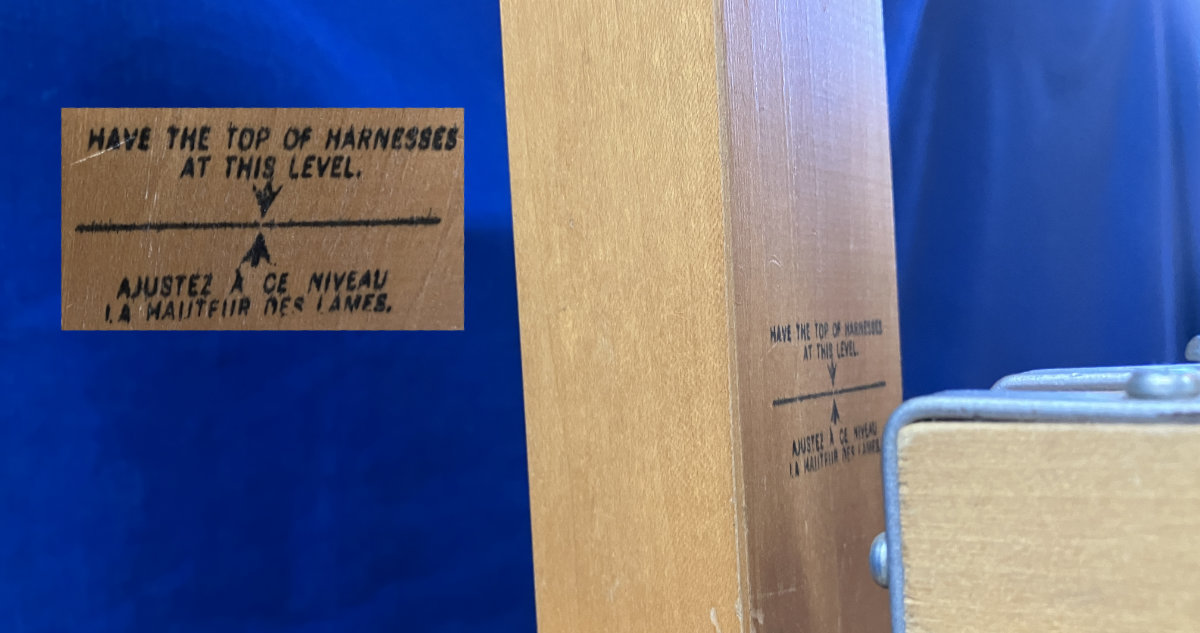 HAVE THE TOP OF HARNESSES
AT THIS LEVEL.
AJUSTEZ À CE NIVEAU
LA HAUTEUR DES LAMES.
HAVE THE TOP OF HARNESSES
AT THIS LEVEL.
AJUSTEZ À CE NIVEAU
LA HAUTEUR DES LAMES.